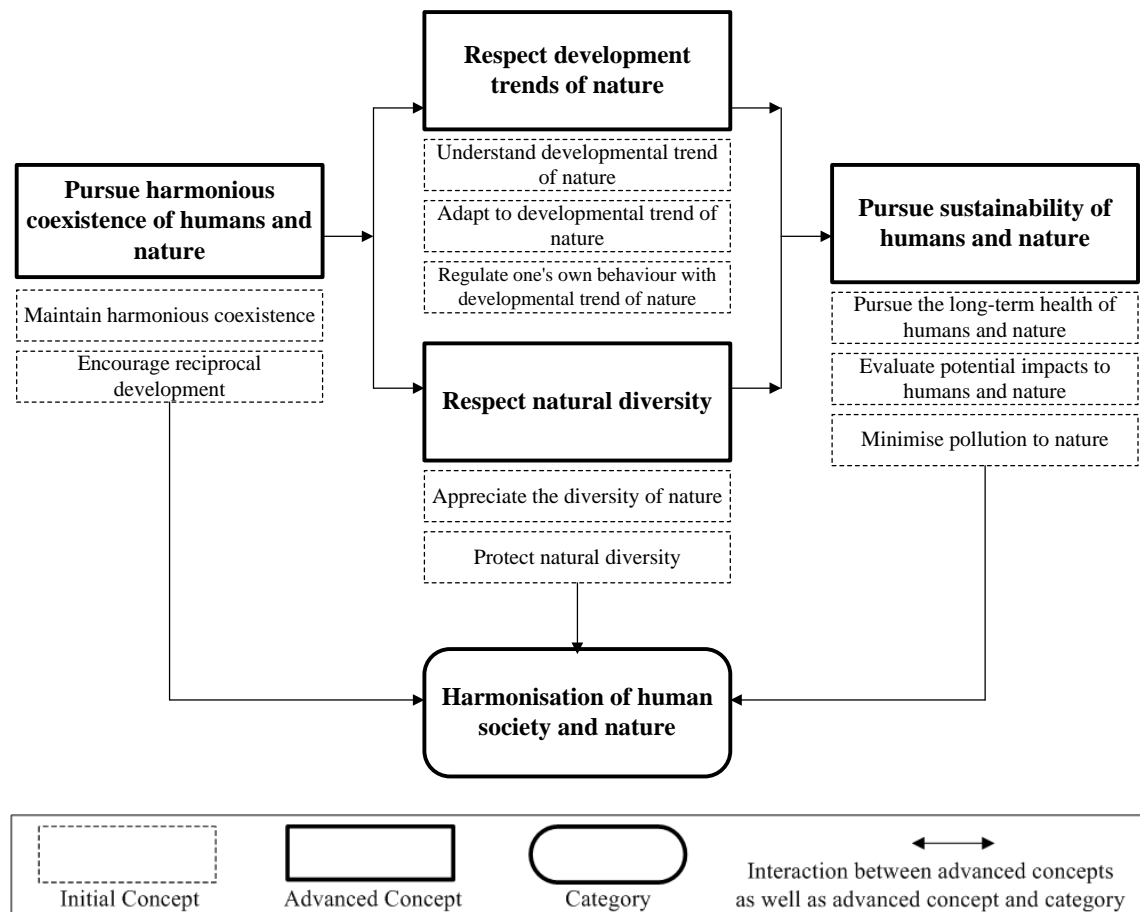 Respect development
trends of nature
Understand developmental trend
of nature
Adapt to developmental trend of
nature
Regulate one's own behaviour with
developmental trend of nature
Pursue harmonious
coexistence of humans and
nature
Maintain harmonious coexistence
Encourage reciprocal
development
Respect natural diversity
Appreciate the diversity of nature
Protect natural diversity
Pursue sustainability of
humans and nature
Pursue the long-term health of
humans and nature
Evaluate potential impacts to
humans and nature
Minimise pollution to nature
Harmonisation of human
society and nature
Initial Concept
Advanced Concept
Category
Interaction between advanced concepts
as well as advanced concept and category